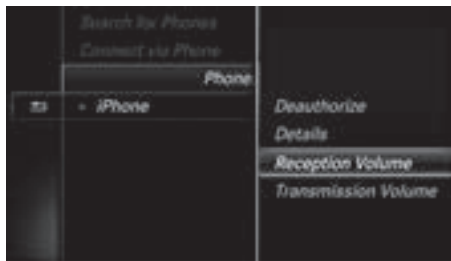 Search for Phones
Connect via Phone
Phone
iPhone
Deauthorize
Details
Reception Volume
Transmission Volume